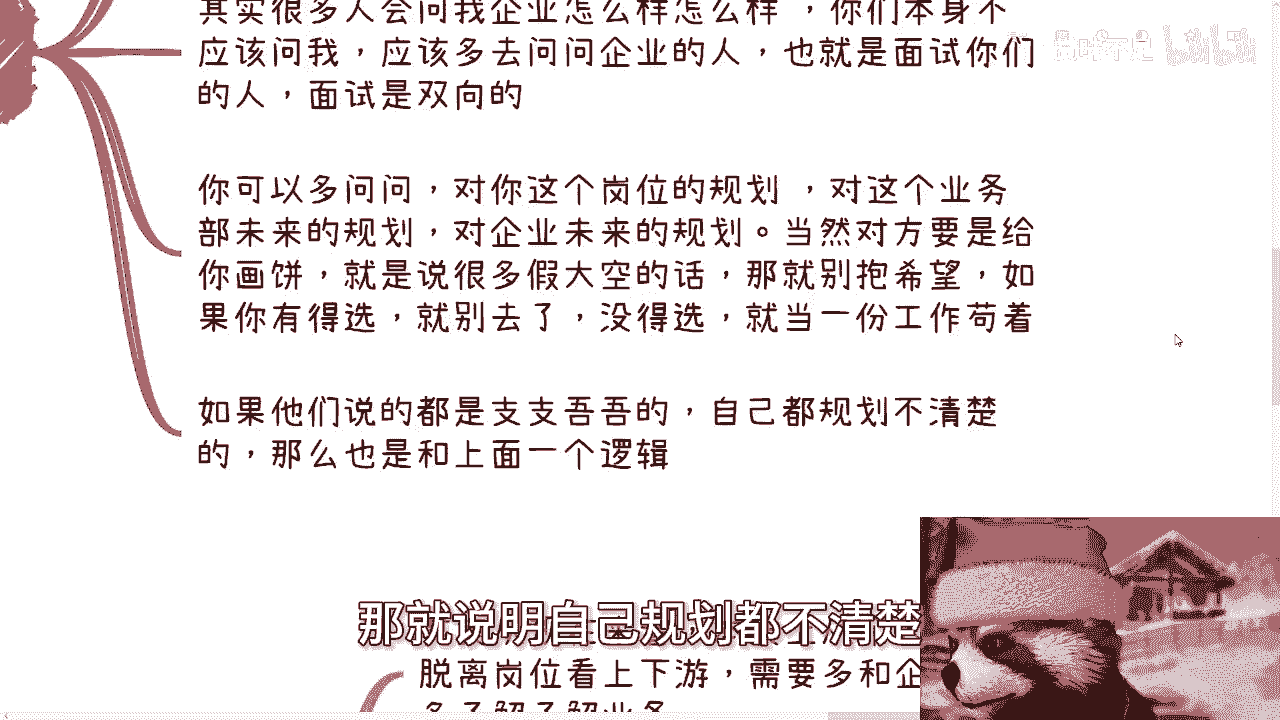 其实很多人会问我企业怎么样怎么样 ，你们本身不
应该问我，应该多去问问企业的人，也就是面试你们
的人，面试是双向的
你可以多问问，对你这个岗位的规划 ，对这个业务
部未来的规划，对企业未来的规划。当然对方要是给
你画饼，就是说很多假大空的话，那就别抱希望，如
果你有得选，就别去了，没得选，就当一份工作苟着
如果他们说的都是支支吾吾的，自己都规划不清楚
的，那么也是和上面一个逻辑
那就说明自己规划都不清楚
脱离岗位看上下游，需要多和企
多了解了解业务